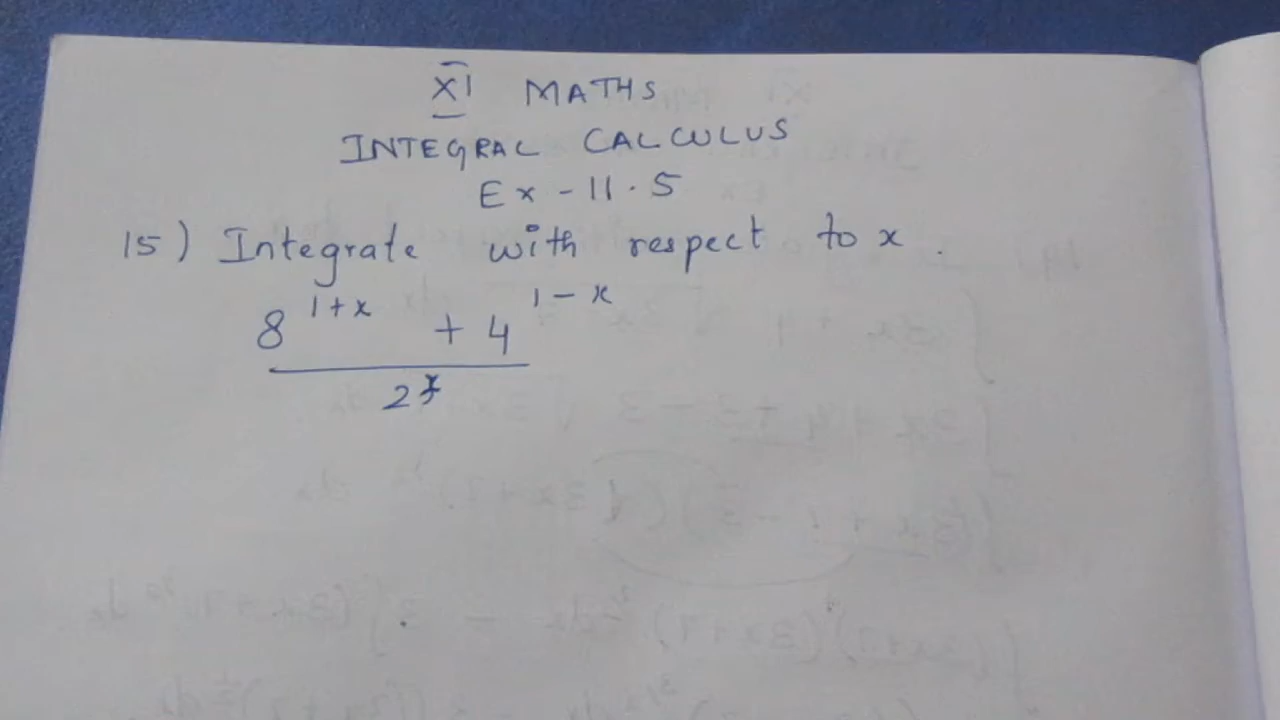 XI MATHS
INTEGRAL CALCULUS
Ex - 11.5
15) Integrate with respect to x.
8^(1+x) + 4^(1-x)
2^x